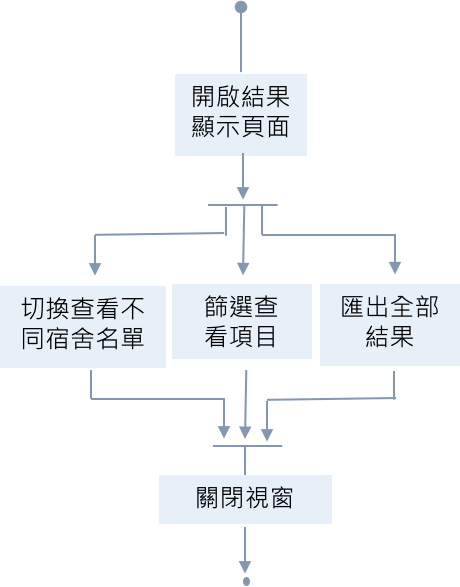 開啟結果
顯示頁面
切換查看不
同宿舍名單
篩選查
看項目
匯出全部
結果
關閉視窗